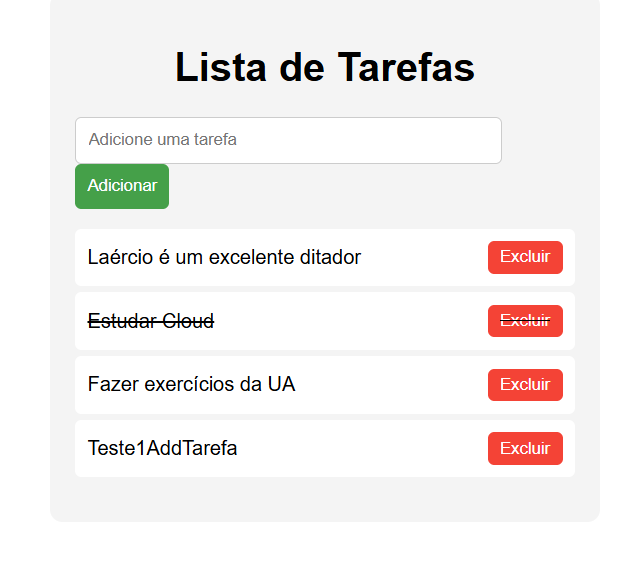 Lista de Tarefas
Adicione uma tarefa
Adicionar
Laércio é um excelente ditador Excluir
Estudar Cloud Excluir
Fazer exercícios da UA Excluir
Teste1AddTarefa Excluir